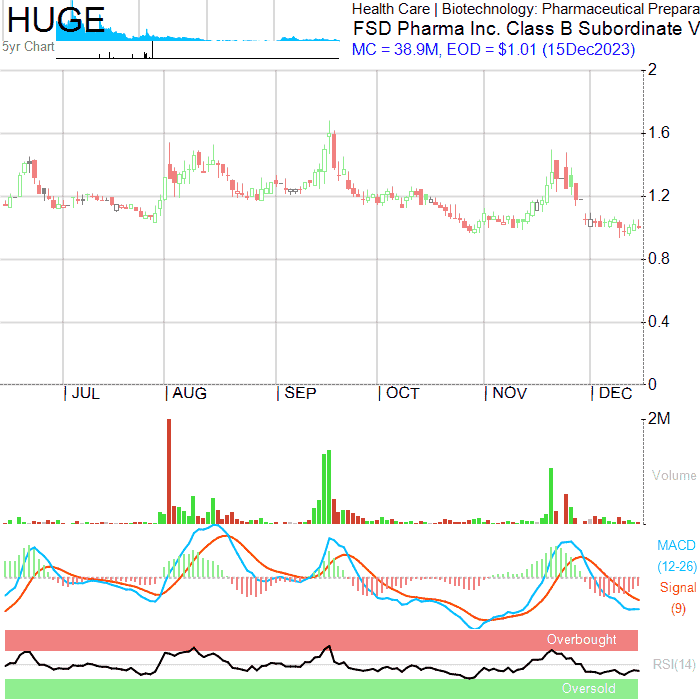 HUGE
5yr Chart
Health Care | Biotechnology: Pharmaceutical Prepara
FSD Pharma Inc. Class B Subordinate V
MC = 38.9M, EOD = $1.01 (15Dec2023)
2
1.6
1.2
0.8
0.4
0
JUL AUG SEP OCT NOV DEC
2M
Volume
MACD
(12-26)
Signal
(9)
Overbought
RSI(14)
Oversold